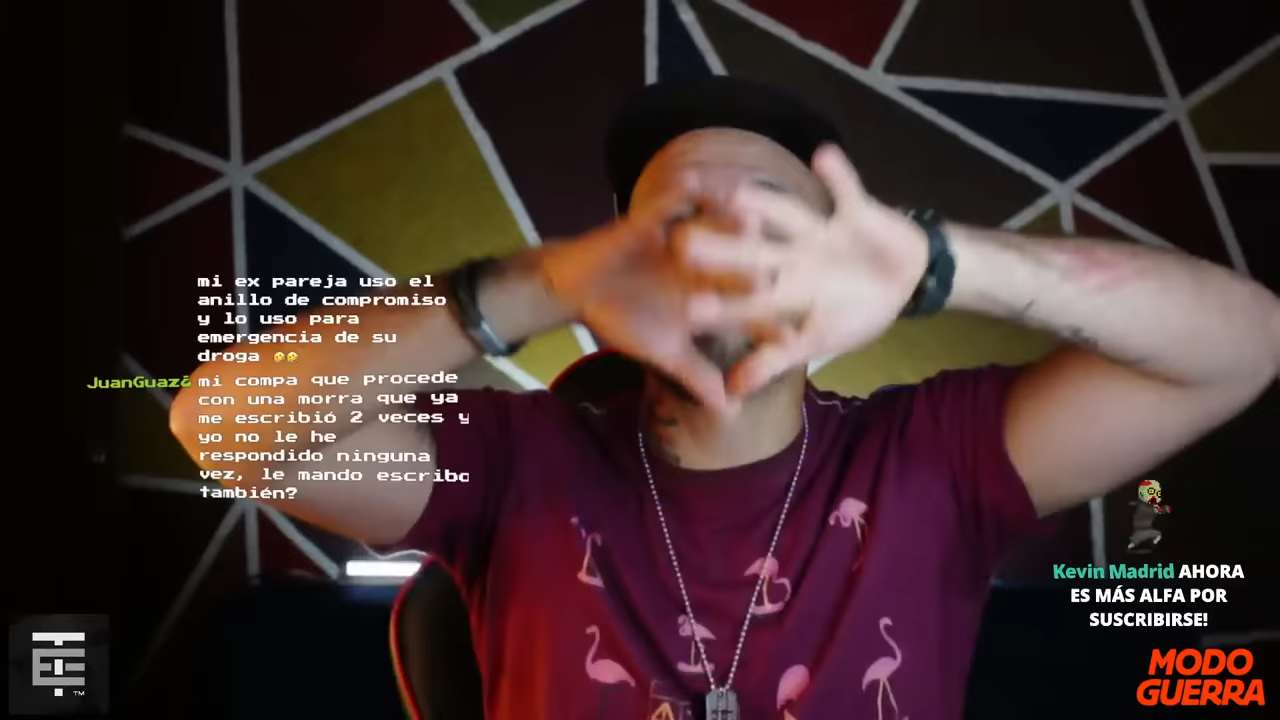 mi ex pareja uso el
anillo de compromiso
y lo uso para
emergencia de su
droga
mi compa que procede
con una morra que ya
me escribió 2 veces y
yo no le he
respondido ninguna
vez, le mando escribo
también?
Kevin Madrid AHORA
ES MÁS ALFA POR
SUSCRIBIRSE!
MODO
GUERRA
TM